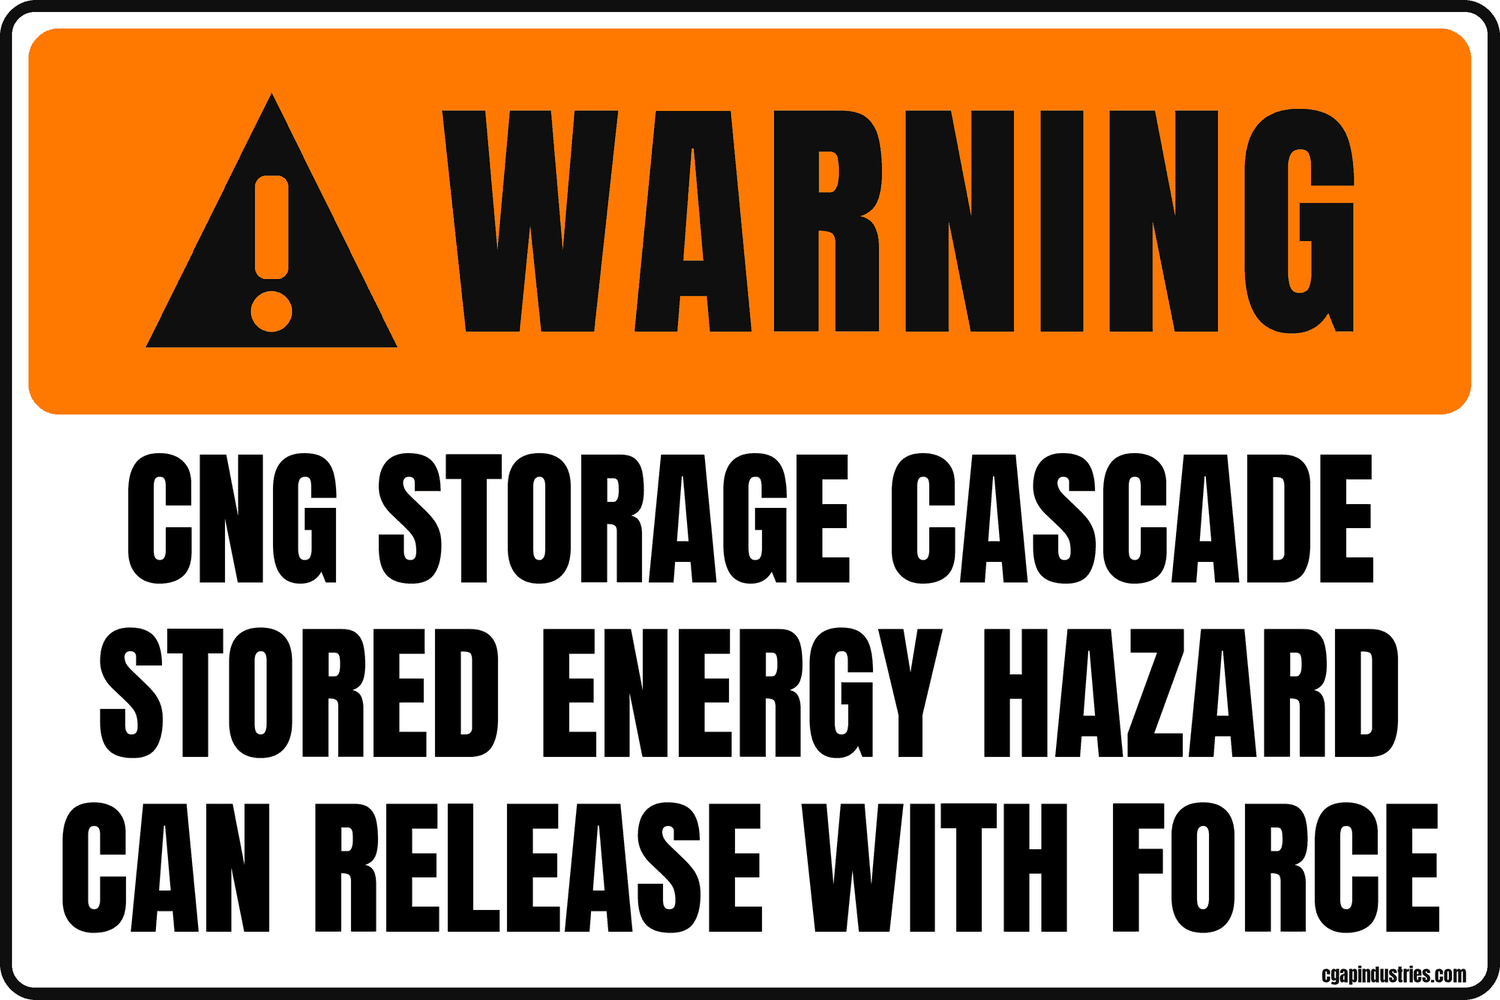 WARNING
CNG STORAGE CASCADE
STORED ENERGY HAZARD
CAN RELEASE WITH FORCE
cgapindustries.com